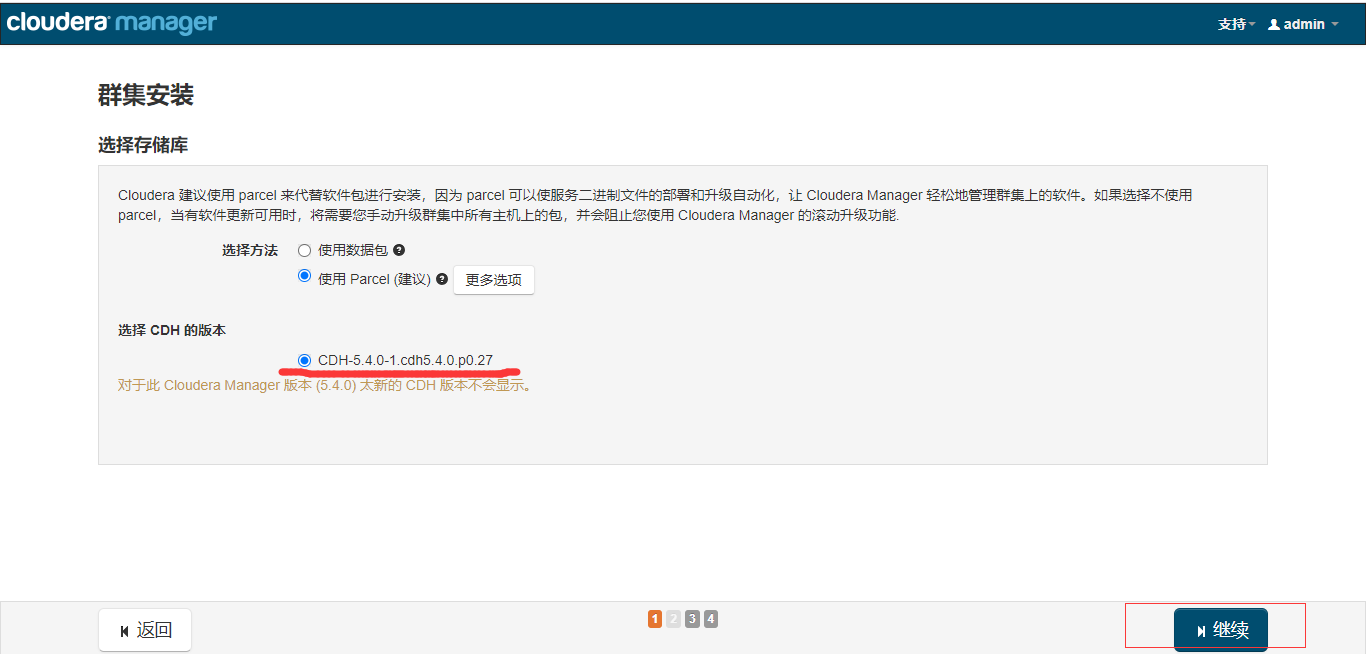 cloudera manager
支持 admin
群集安装
选择存储库
Cloudera 建议使用 parcel 来代替软件包进行安装，因为 parcel 可以使服务二进制文件的部署和升级自动化，让 Cloudera Manager 轻松地管理群集上的软件。如果选择不使用
parcel，当有软件更新可用时，将需要您手动升级群集中所有主机上的包，并会阻止您使用 Cloudera Manager 的滚动升级功能.
选择方法 使用数据包 ?
使用 Parcel (建议) ? 更多选项
选择 CDH 的版本
CDH-5.4.0-1.cdh5.4.0.p0.27
对于此 Cloudera Manager 版本 (5.4.0) 太新的 CDH 版本不会显示。
返回 1 2 3 4 继续